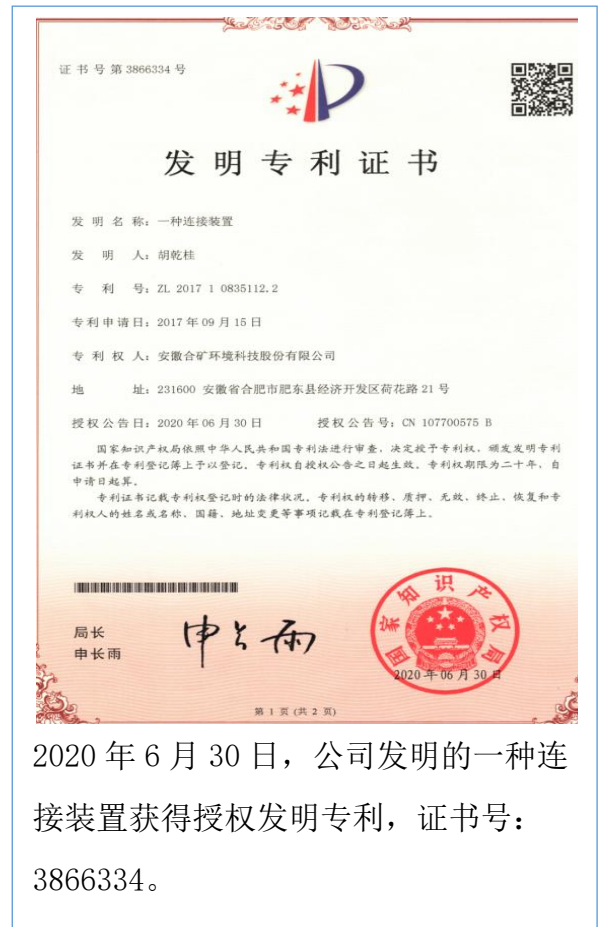 证书号第3866334号
发明专利证书
发明名称：一种连接装置
发明人：胡乾桂
专利号：ZL 2017 1 0835112.2
专利申请日：2017年09月15日
专利权人：安徽合矿环境科技股份有限公司
地址：231600 安徽省合肥市肥东县经济开发区荷花路21号
授权公告日：2020年06月30日 授权公告号：CN 107700575 B
国家知识产权局依照中华人民共和国专利法进行审查，决定授予专利权，颁发发明专利
证书并在专利登记簿上予以登记。专利权自授权公告之日起生效。专利权期限为二十年，自
申请日起算。
专利证书记载专利权登记时的法律状况。专利权的转移、质押、无效、终止、恢复和专
利权人的姓名或名称、国籍、地址变更等事项记载在专利登记簿上。
局长
申长雨
申长雨
国家知识产权局
2020年06月30日
第 1 页 (共 2 页)
2020 年 6 月 30 日，公司发明的一种连
接装置获得授权发明专利，证书号：
3866334。